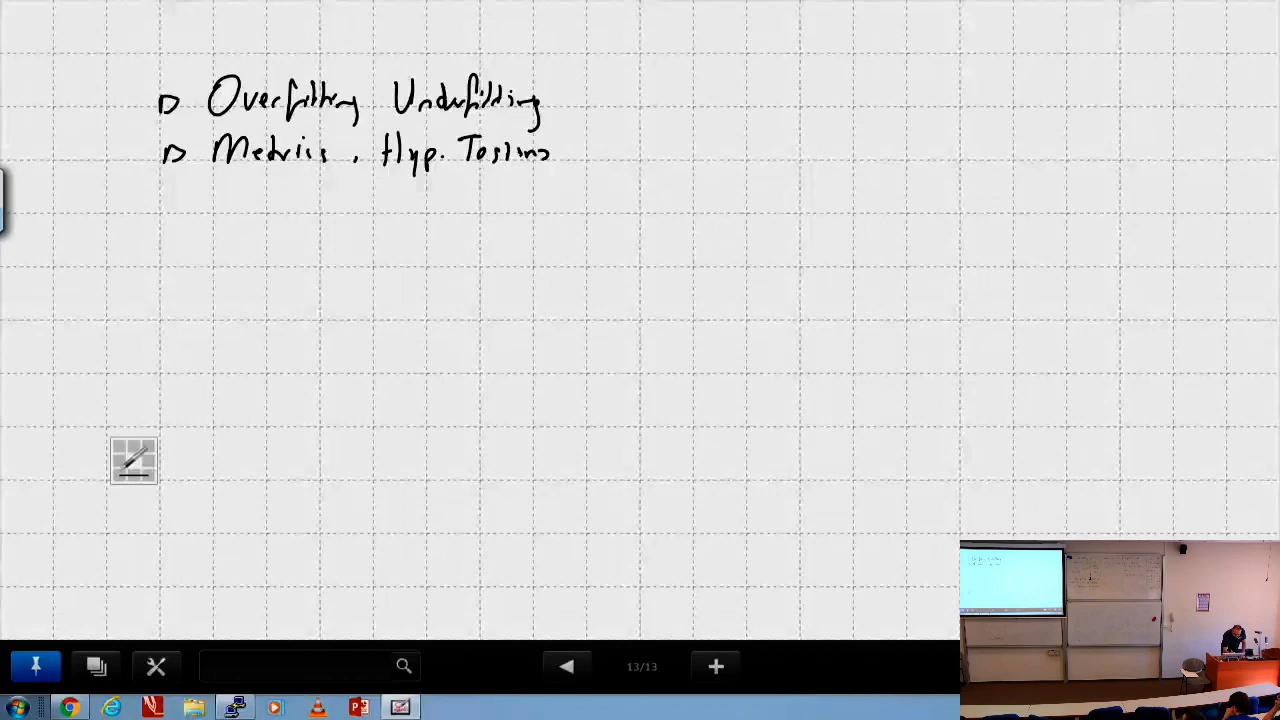 ▷ Overfitting Underfitting
▷ Metrics, Hyp. Testing
13/13